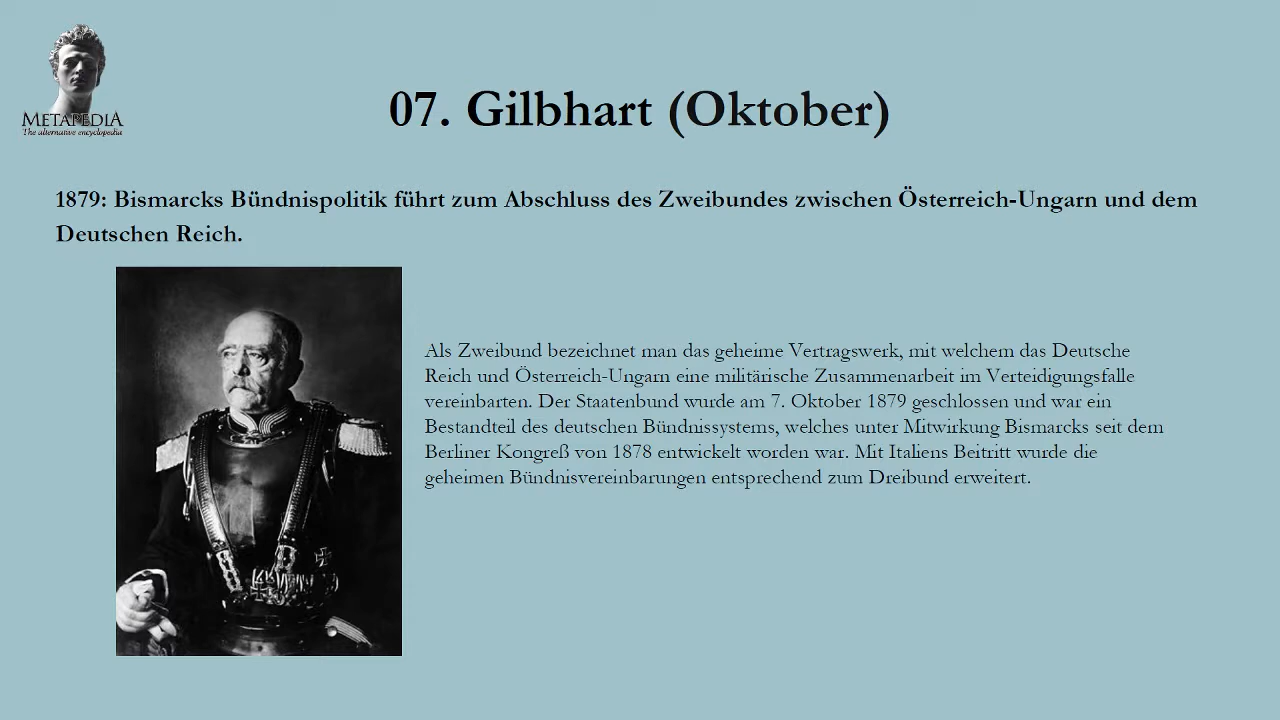 METAPEDIA
The alternative encyclopedia
07. Gilbhart (Oktober)
1879: Bismarcks Bündnispolitik führt zum Abschluss des Zweibundes zwischen Österreich-Ungarn und dem
Deutschen Reich.
Als Zweibund bezeichnet man das geheime Vertragswerk, mit welchem das Deutsche
Reich und Österreich-Ungarn eine militärische Zusammenarbeit im Verteidigungsfalle
vereinbarten. Der Staatenbund wurde am 7. Oktober 1879 geschlossen und war ein
Bestandteil des deutschen Bündnissystems, welches unter Mitwirkung Bismarcks seit dem
Berliner Kongreß von 1878 entwickelt worden war. Mit Italiens Beitritt wurde die
geheimen Bündnisvereinbarungen entsprechend zum Dreibund erweitert.